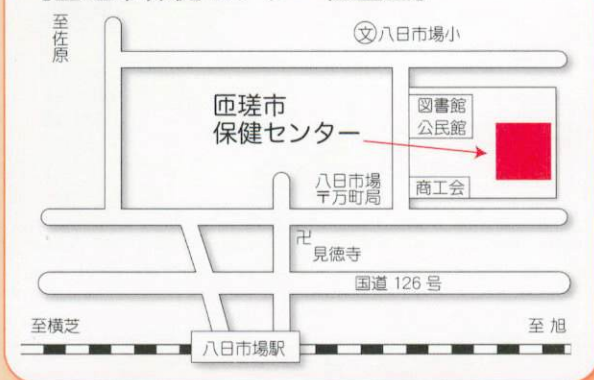 至佐原
文 八日市場小
匝瑳市
保健センター
図書館
公民館
商工会
八日市場
〒万町局
卍
見徳寺
国道 126 号
至横芝
至 旭
八日市場駅